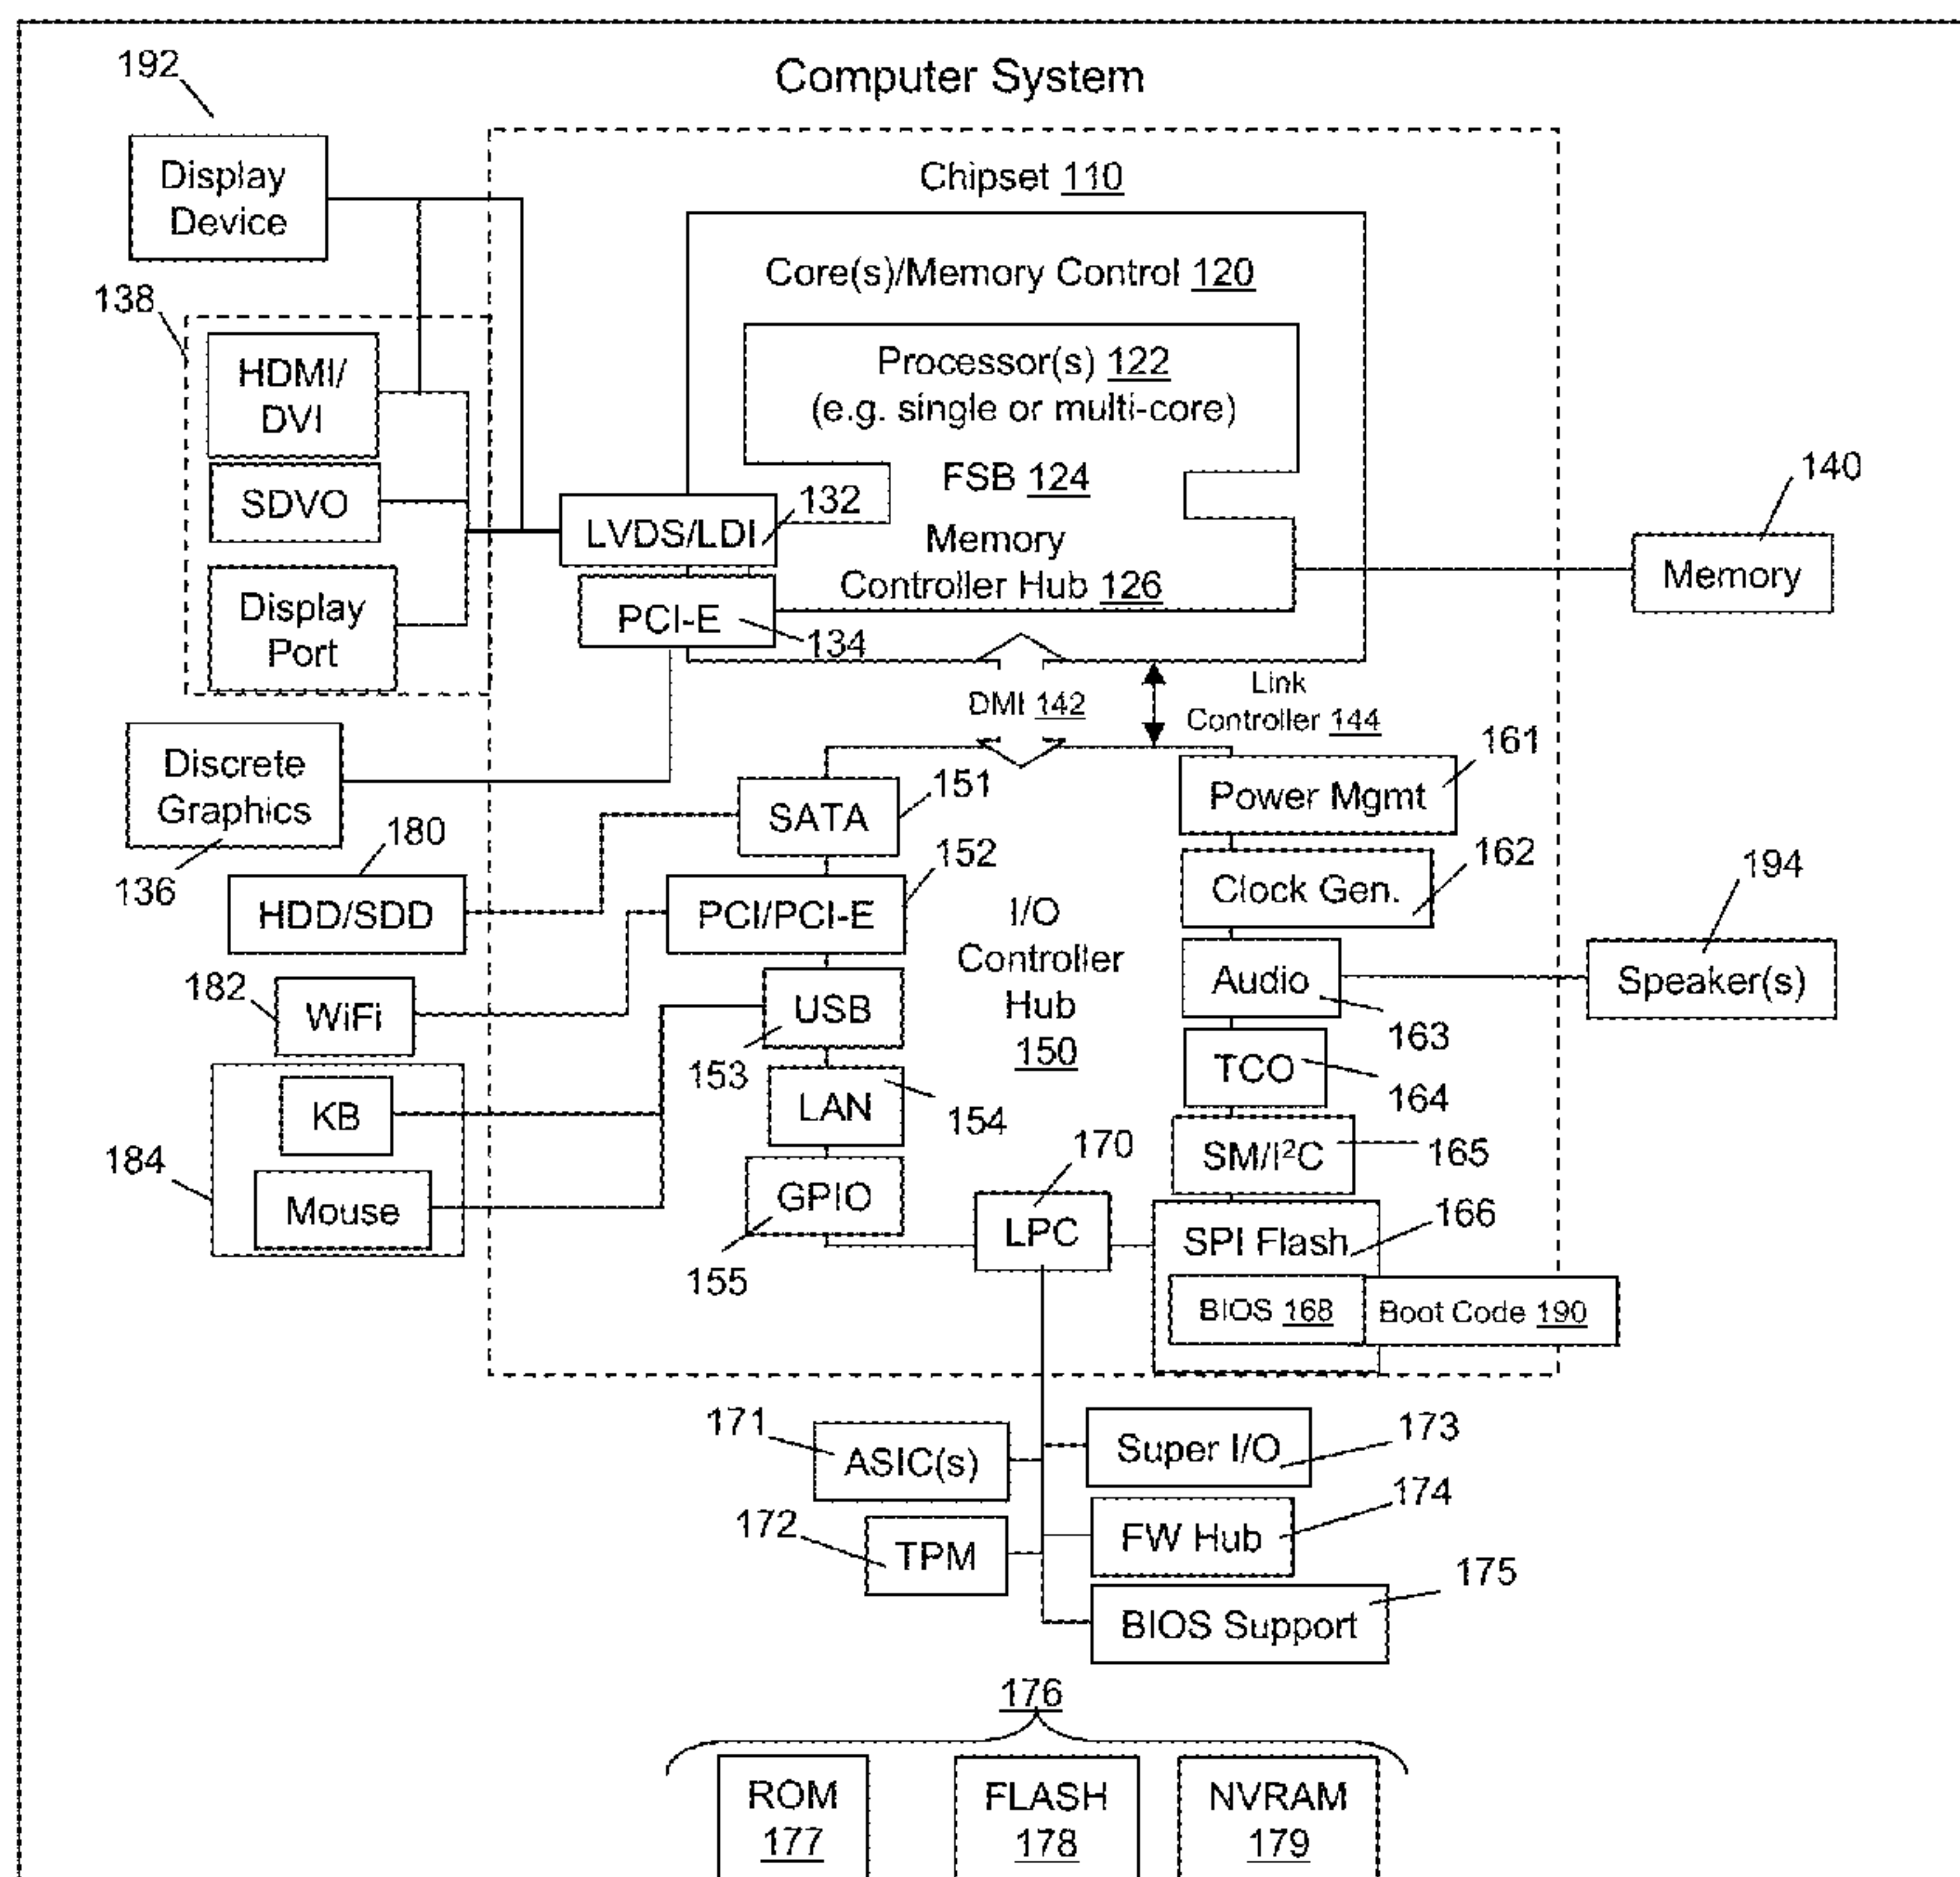 Computer System
192
Display
Device
Chipset 110
Core(s)/Memory Control 120
138
HDMI/
DVI
SDVO
Display
Port
Processor(s) 122
(e.g. single or multi-core)
FSB 124
LVDS/LDI
132
Memory
Controller Hub 126
PCI-E
134
140
Memory
DMI 142
Link
Controller 144
Discrete
Graphics
136
SATA
151
161
Power Mgmt
180
HDD/SDD
PCI/PCI-E
152
162
Clock Gen.
I/O
Controller
Hub
150
194
Speaker(s)
Audio
163
182
WiFi
USB
153
TCO
164
184
KB
Mouse
LAN
154
SM/I²C
165
GPIO
155
170
LPC
SPI Flash
166
BIOS 168
Boot Code 190
171
ASIC(s)
Super I/O
173
172
TPM
FW Hub
174
BIOS Support
175
176
ROM
177
FLASH
178
NVRAM
179